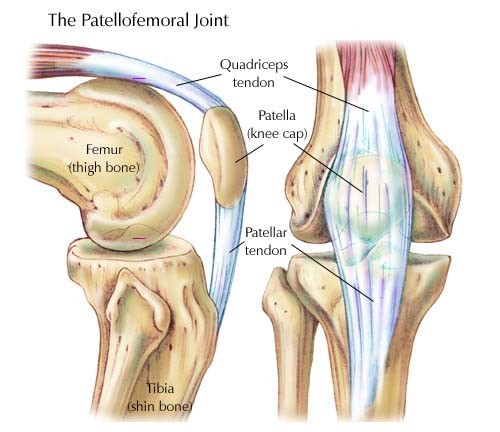 The Patellofemoral Joint
Quadriceps
tendon
Patella
(knee cap)
Femur
(thigh bone)
Patellar
tendon
Tibia
(shin bone)